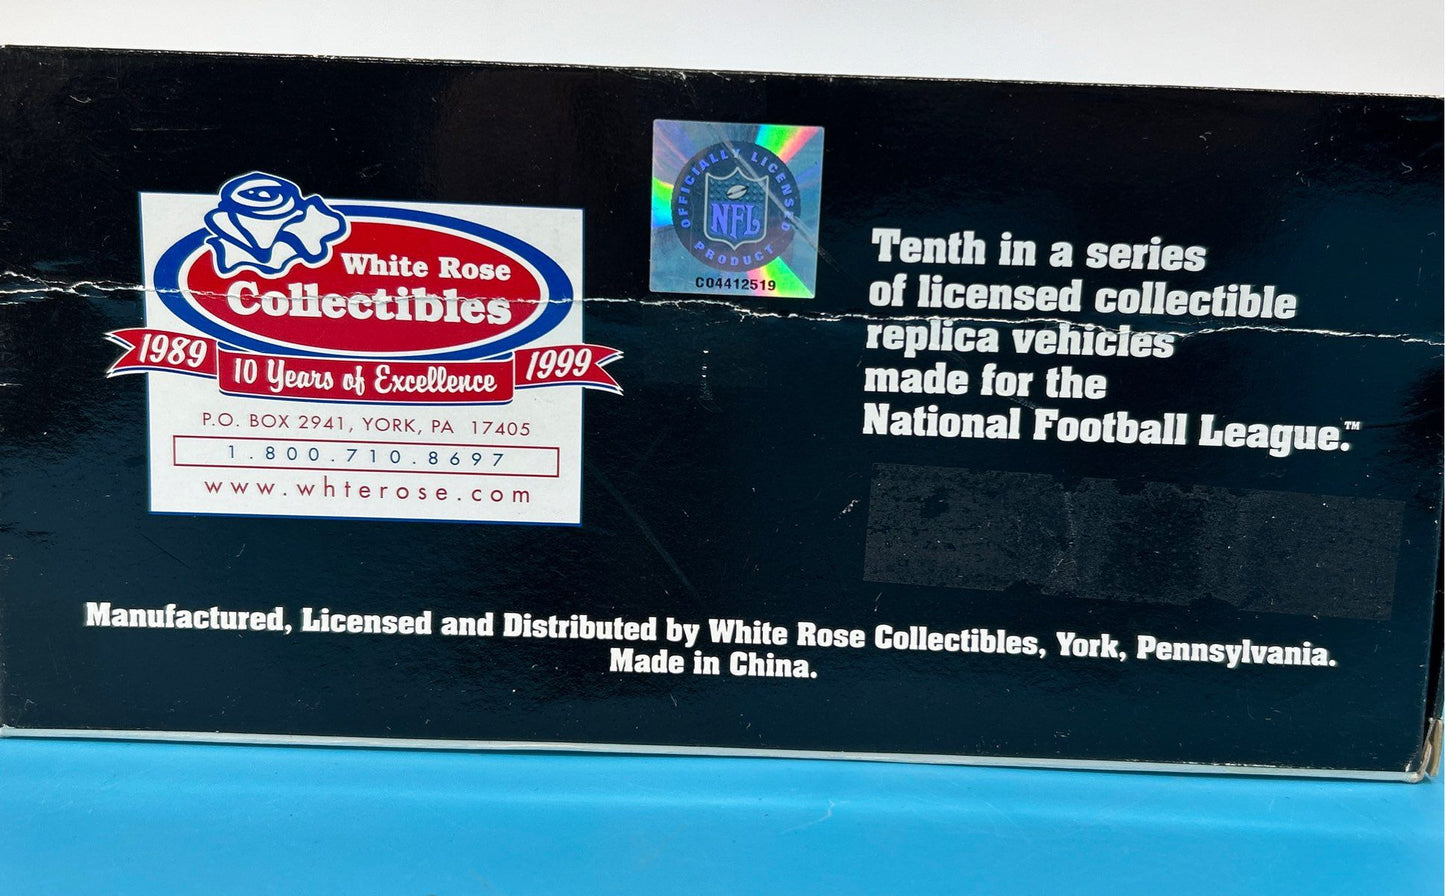 White Rose
Collectibles
1989 10 Years of Excellence 1999
P.O. BOX 2941, YORK, PA 17405
1.800.710.8697
www.whterose.com
OFFICIALLY LICENSED
NFL
PRODUCT
C04412519
Tenth in a series
of licensed collectible
replica vehicles
made for the
National Football League.™
Manufactured, Licensed and Distributed by White Rose Collectibles, York, Pennsylvania.
Made in China.